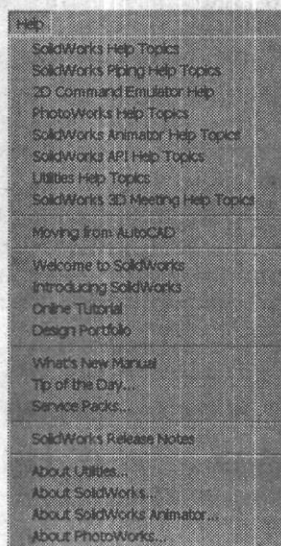 Help
SolidWorks Help Topics
SolidWorks Piping Help Topics
2D Command Emulator Help
PhotoWorks Help Topics
SolidWorks Animator Help Topics
SolidWorks API Help Topics
Utilities Help Topics
SolidWorks 3D Meeting Help Topics
Moving from AutoCAD
Welcome to SolidWorks
Introducing SolidWorks
Online Tutorial
Design Portfolio
What's New Manual
Tip of the Day...
Service Packs...
SolidWorks Release Notes
About Utilities...
About SolidWorks...
About SolidWorks Animator...
About PhotoWorks...